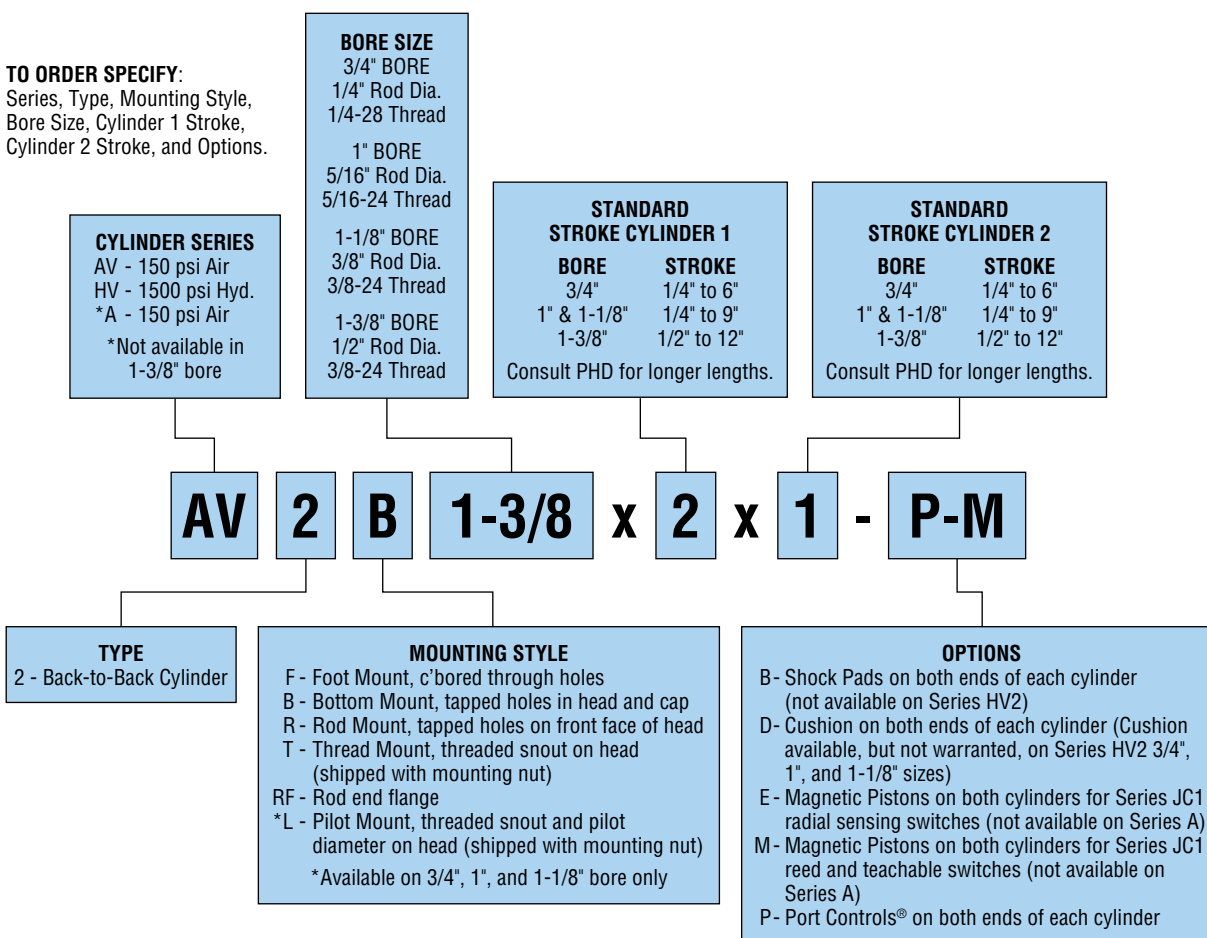 TO ORDER SPECIFY:
Series, Type, Mounting Style,
Bore Size, Cylinder 1 Stroke,
Cylinder 2 Stroke, and Options.
BORE SIZE
3/4" BORE
1/4" Rod Dia.
1/4-28 Thread
1" BORE
5/16" Rod Dia.
5/16-24 Thread
1-1/8" BORE
3/8" Rod Dia.
3/8-24 Thread
1-3/8" BORE
1/2" Rod Dia.
3/8-24 Thread
CYLINDER SERIES
AV - 150 psi Air
HV - 1500 psi Hyd.
*A - 150 psi Air
*Not available in
1-3/8" bore
STANDARD
STROKE CYLINDER 1
BORE STROKE
3/4" 1/4" to 6"
1" & 1-1/8" 1/4" to 9"
1-3/8" 1/2" to 12"
Consult PHD for longer lengths.
STANDARD
STROKE CYLINDER 2
BORE STROKE
3/4" 1/4" to 6"
1" & 1-1/8" 1/4" to 9"
1-3/8" 1/2" to 12"
Consult PHD for longer lengths.
AV 2 B 1-3/8 x 2 x 1 - P-M
TYPE
2 - Back-to-Back Cylinder
MOUNTING STYLE
F - Foot Mount, c'bored through holes
B - Bottom Mount, tapped holes in head and cap
R - Rod Mount, tapped holes on front face of head
T - Thread Mount, threaded snout on head
(shipped with mounting nut)
RF - Rod end flange
*L - Pilot Mount, threaded snout and pilot
diameter on head (shipped with mounting nut)
*Available on 3/4", 1", and 1-1/8" bore only
OPTIONS
B- Shock Pads on both ends of each cylinder
(not available on Series HV2)
D- Cushion on both ends of each cylinder (Cushion
available, but not warranted, on Series HV2 3/4",
1", and 1-1/8" sizes)
E- Magnetic Pistons on both cylinders for Series JC1
radial sensing switches (not available on Series A)
M- Magnetic Pistons on both cylinders for Series JC1
reed and teachable switches (not available on
Series A)
P- Port Controls® on both ends of each cylinder